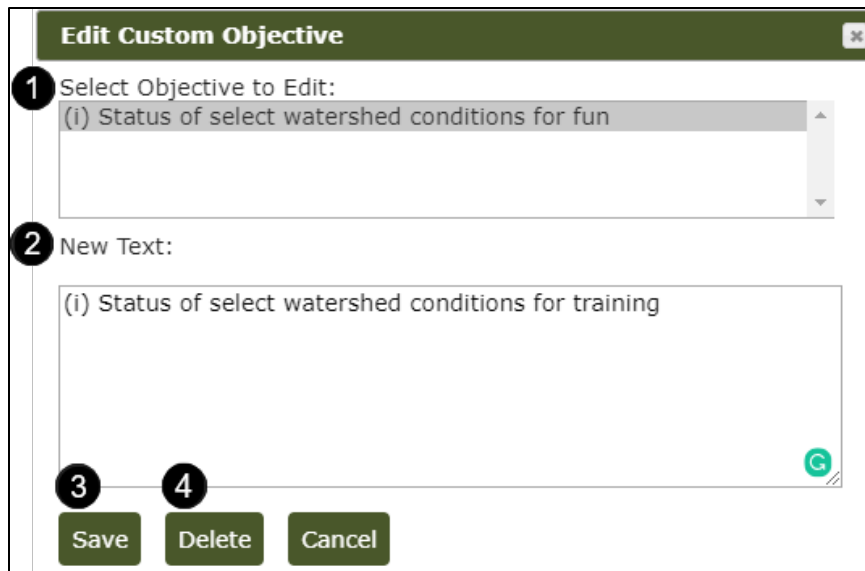 Edit Custom Objective
1 Select Objective to Edit:
(i) Status of select watershed conditions for fun
2 New Text:
(i) Status of select watershed conditions for training
G
3 4
Save Delete Cancel